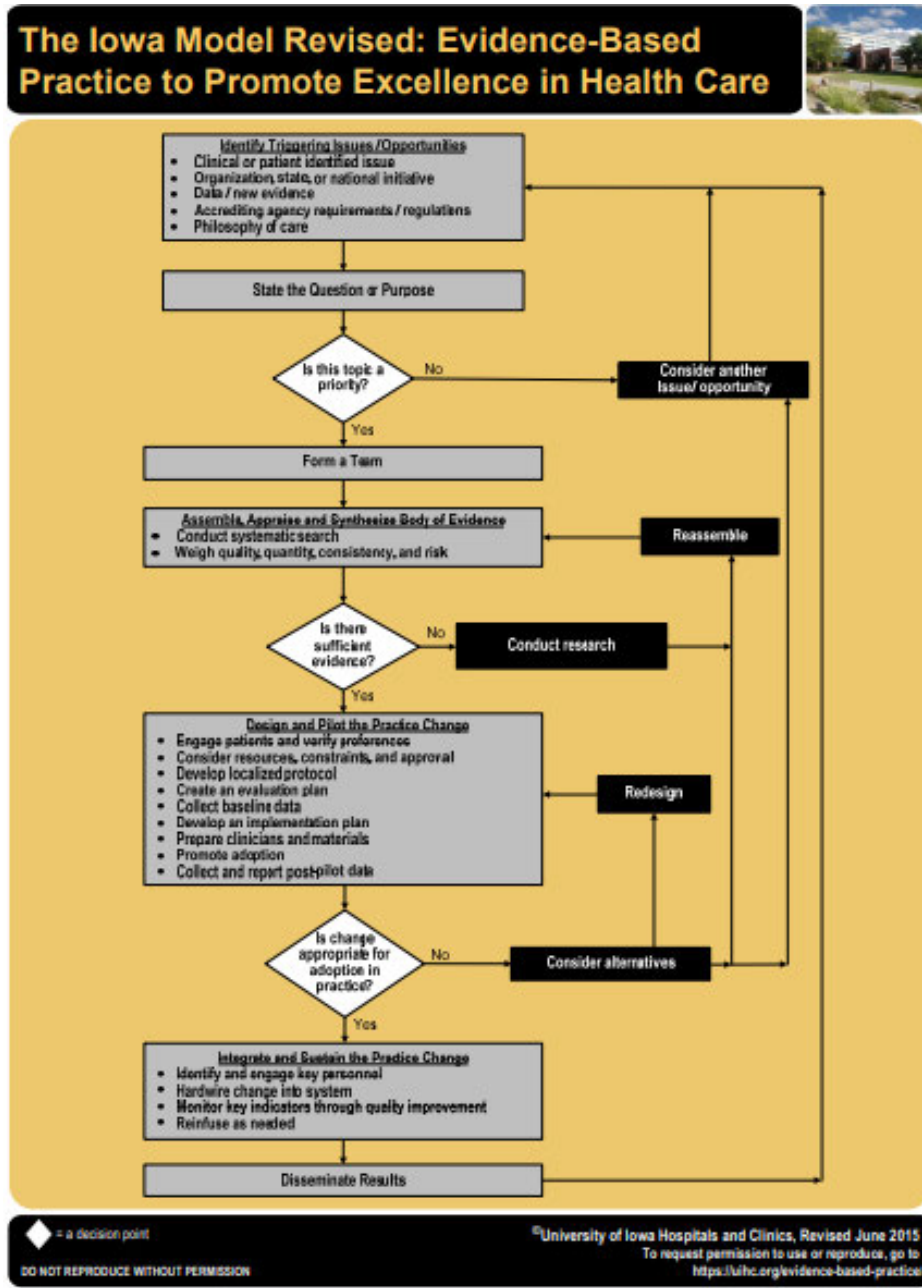 The Iowa Model Revised: Evidence-Based
Practice to Promote Excellence in Health Care
Identify Triggering Issues / Opportunities
• Clinical or patient identified issue
• Organization, state, or national initiative
• Data / new evidence
• Accrediting agency requirements / regulations
• Philosophy of care
State the Question or Purpose
Is this topic a
priority?
No
Consider another
Issue/ opportunity
Yes
Form a Team
Assemble, Appraise and Synthesize Body of Evidence
• Conduct systematic search
• Weigh quality, quantity, consistency, and risk
Reassemble
Is there
sufficient
evidence?
No
Conduct research
Yes
Design and Pilot the Practice Change
• Engage patients and verify preferences
• Consider resources, constraints, and approval
• Develop localized protocol
• Create an evaluation plan
• Collect baseline data
• Develop an implementation plan
• Prepare clinicians and materials
• Promote adoption
• Collect and report post-pilot data
Redesign
Is change
appropriate for
adoption in
practice?
No
Consider alternatives
Yes
Integrate and Sustain the Practice Change
• Identify and engage key personnel
• Hardwire change into system
• Monitor key indicators through quality improvement
• Reinfuse as needed
Disseminate Results
= a decision point
DO NOT REPRODUCE WITHOUT PERMISSION
©University of Iowa Hospitals and Clinics, Revised June 2015
To request permission to use or reproduce, go to
https://uihc.org/evidence-based-practice